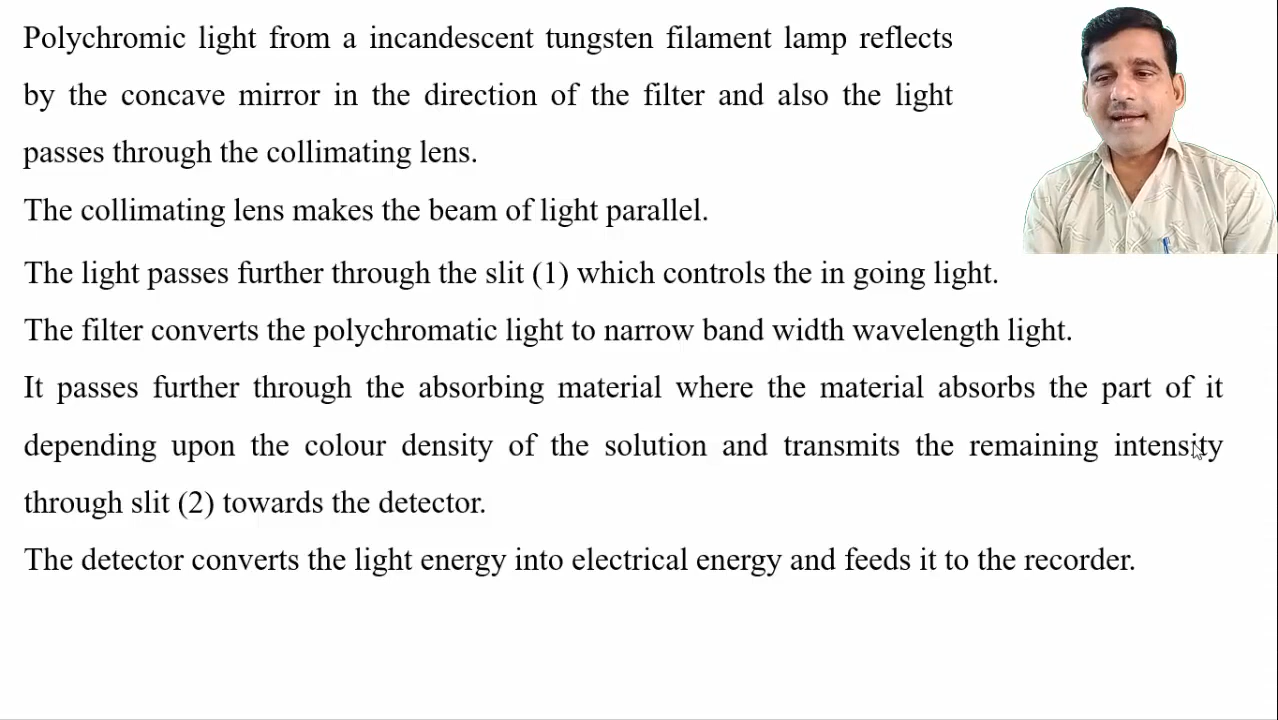 Polychromic light from a incandescent tungsten filament lamp reflects
by the concave mirror in the direction of the filter and also the light
passes through the collimating lens.
The collimating lens makes the beam of light parallel.
The light passes further through the slit (1) which controls the in going light.
The filter converts the polychromatic light to narrow band width wavelength light.
It passes further through the absorbing material where the material absorbs the part of it
depending upon the colour density of the solution and transmits the remaining intensity
through slit (2) towards the detector.
The detector converts the light energy into electrical energy and feeds it to the recorder.